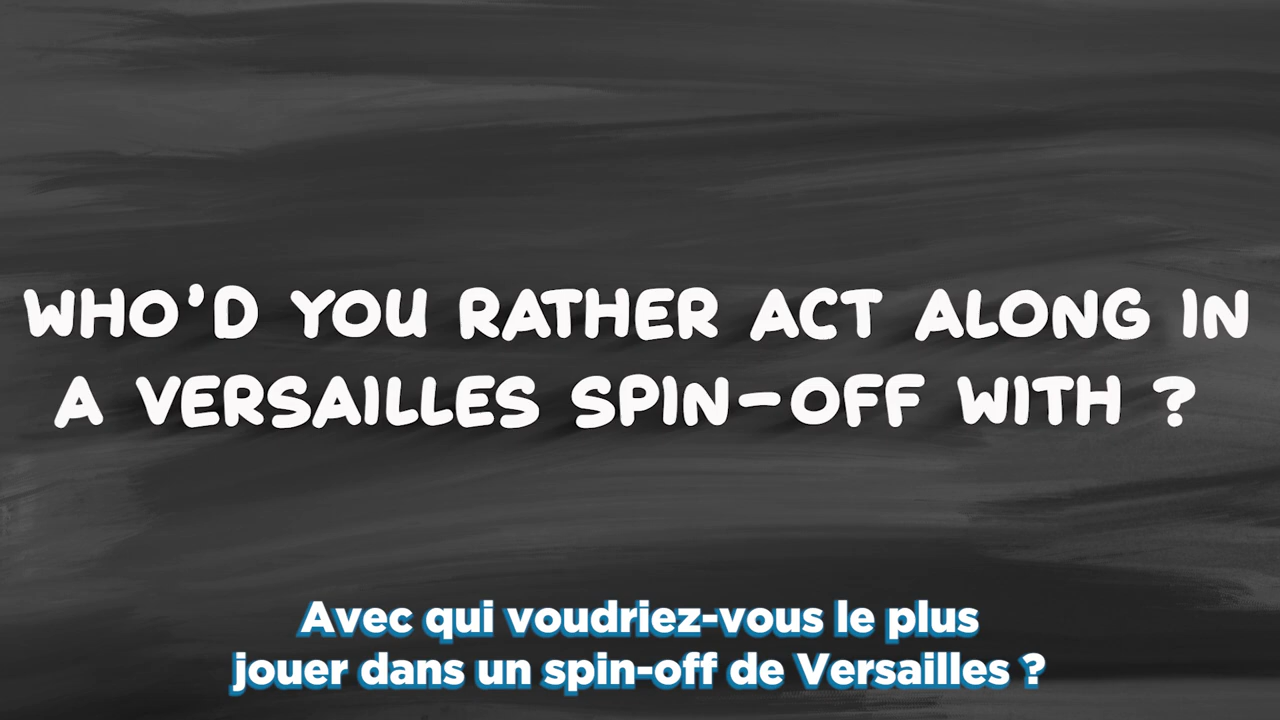 WHO'D YOU RATHER ACT ALONG IN
A VERSAILLES SPIN-OFF WITH ?
Avec qui voudriez-vous le plus
jouer dans un spin-off de Versailles ?